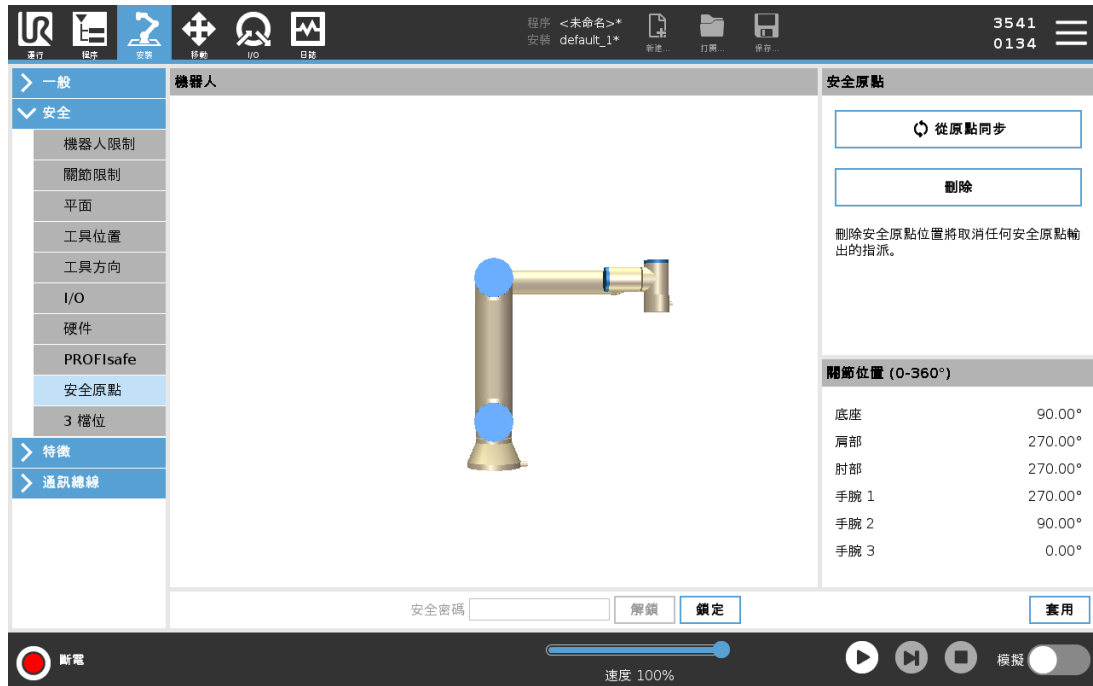 UR
運行
程序
安裝
移動
I/O
日誌
程序 <未命名>*
安裝 default_1*
新建...
打開...
保存...
3541
0134
一般
安全
機器人限制
關節限制
平面
工具位置
工具方向
I/O
硬件
PROFIsafe
安全原點
3 檔位
特徵
通訊總線
機器人
安全原點
從原點同步
刪除
刪除安全原點位置將取消任何安全原點輸
出的指派。
關節位置 (0-360°)
底座 90.00°
肩部 270.00°
肘部 270.00°
手腕 1 270.00°
手腕 2 90.00°
手腕 3 0.00°
安全密碼
解鎖
鎖定
套用
斷電
速度 100%
模擬